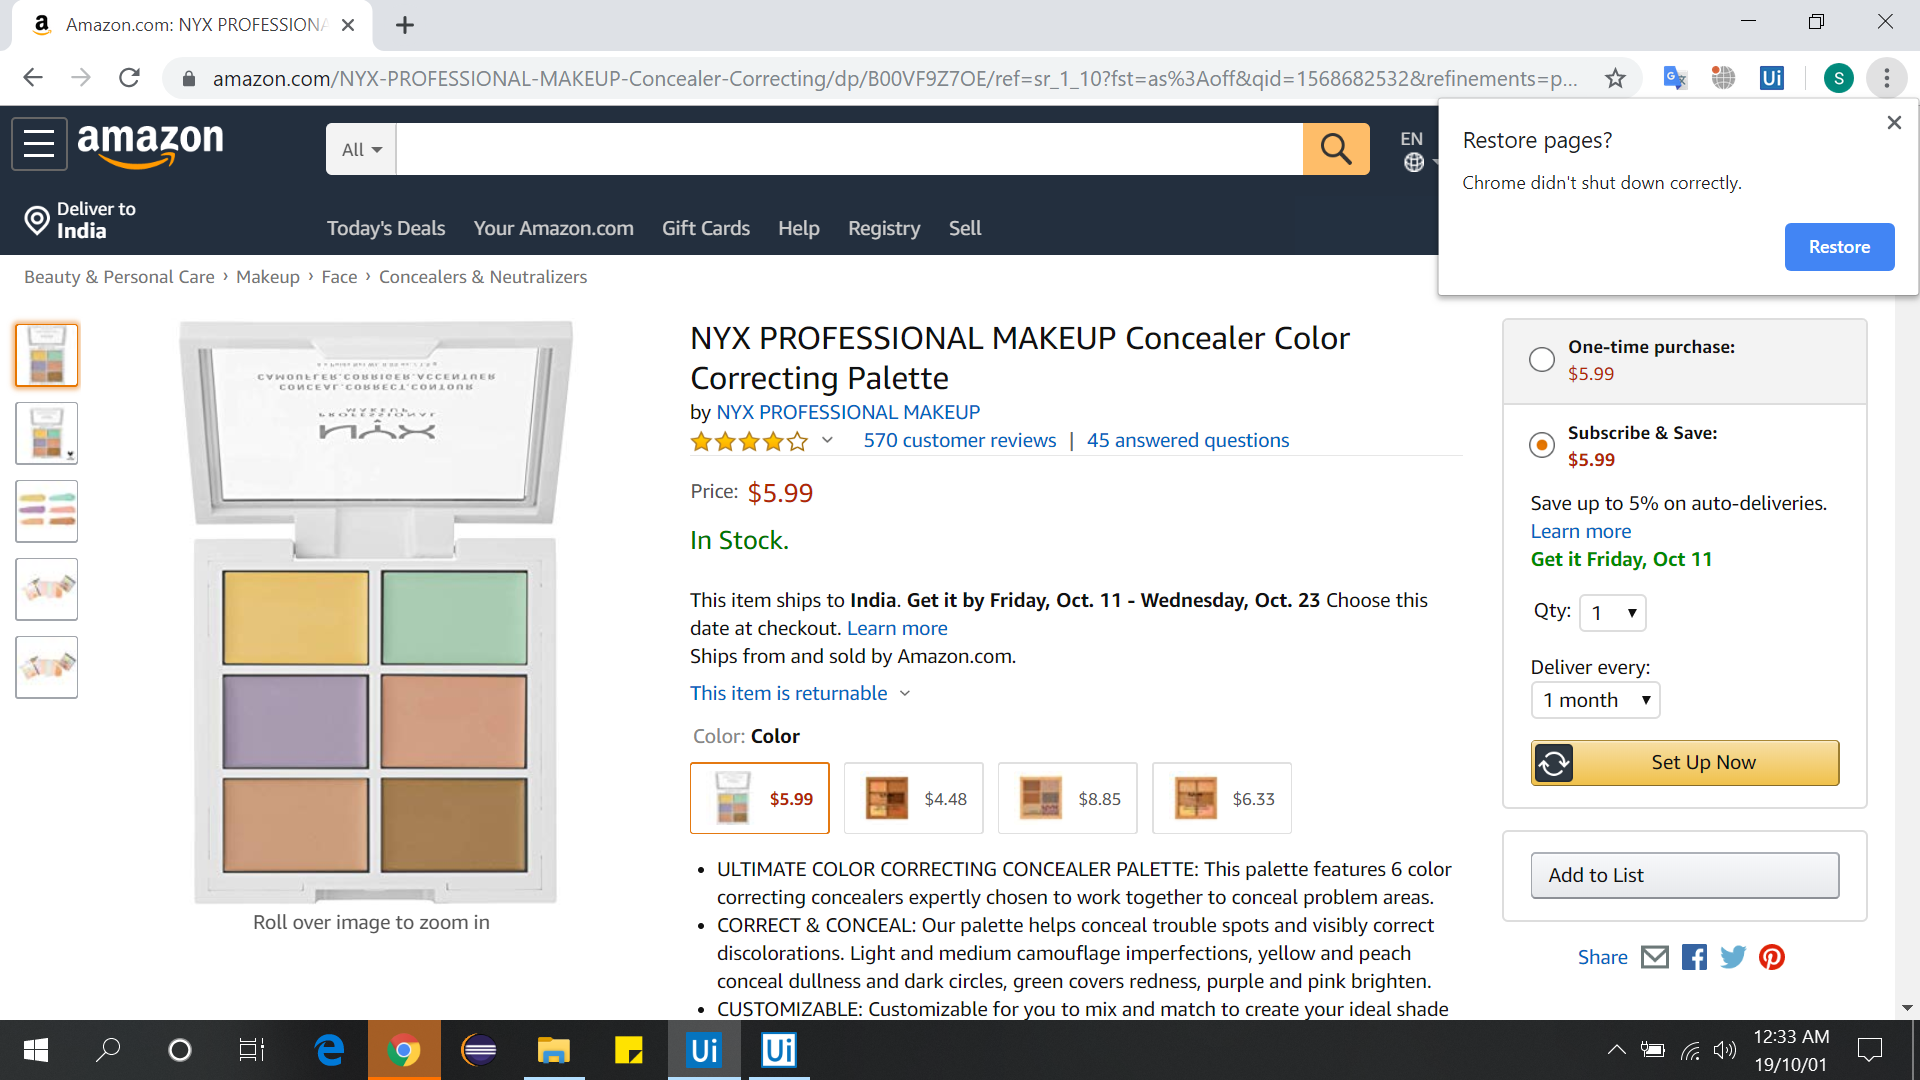 Amazon.com: NYX PROFESSIONA
amazon.com/NYX-PROFESSIONAL-MAKEUP-Concealer-Correcting/dp/B00VF9Z7OE/ref=sr_1_10?fst=as%3Aoff&qid=1568682532&refinements=p...
Ui
S
Restore pages?
Chrome didn't shut down correctly.
Restore
amazon
All
EN
Deliver to
India
Today's Deals
Your Amazon.com
Gift Cards
Help
Registry
Sell
Beauty & Personal Care › Makeup › Face › Concealers & Neutralizers
CAMOUFLER.CORRIGER.ACCENTUER
CONCEAL.CORRECT.CONTOUR
MAKEUP
PROFESSIONAL
NYX
Roll over image to zoom in
NYX PROFESSIONAL MAKEUP Concealer Color
Correcting Palette
by NYX PROFESSIONAL MAKEUP
570 customer reviews | 45 answered questions
Price: $5.99
In Stock.
This item ships to India. Get it by Friday, Oct. 11 - Wednesday, Oct. 23 Choose this
date at checkout. Learn more
Ships from and sold by Amazon.com.
This item is returnable
Color: Color
$5.99
$4.48
$8.85
$6.33
• ULTIMATE COLOR CORRECTING CONCEALER PALETTE: This palette features 6 color
correcting concealers expertly chosen to work together to conceal problem areas.
• CORRECT & CONCEAL: Our palette helps conceal trouble spots and visibly correct
discolorations. Light and medium camouflage imperfections, yellow and peach
conceal dullness and dark circles, green covers redness, purple and pink brighten.
• CUSTOMIZABLE: Customizable for you to mix and match to create your ideal shade
One-time purchase:
$5.99
Subscribe & Save:
$5.99
Save up to 5% on auto-deliveries.
Learn more
Get it Friday, Oct 11
Qty: 1
Deliver every:
1 month
Set Up Now
Add to List
Share
Ui
Ui
12:33 AM
19/10/01